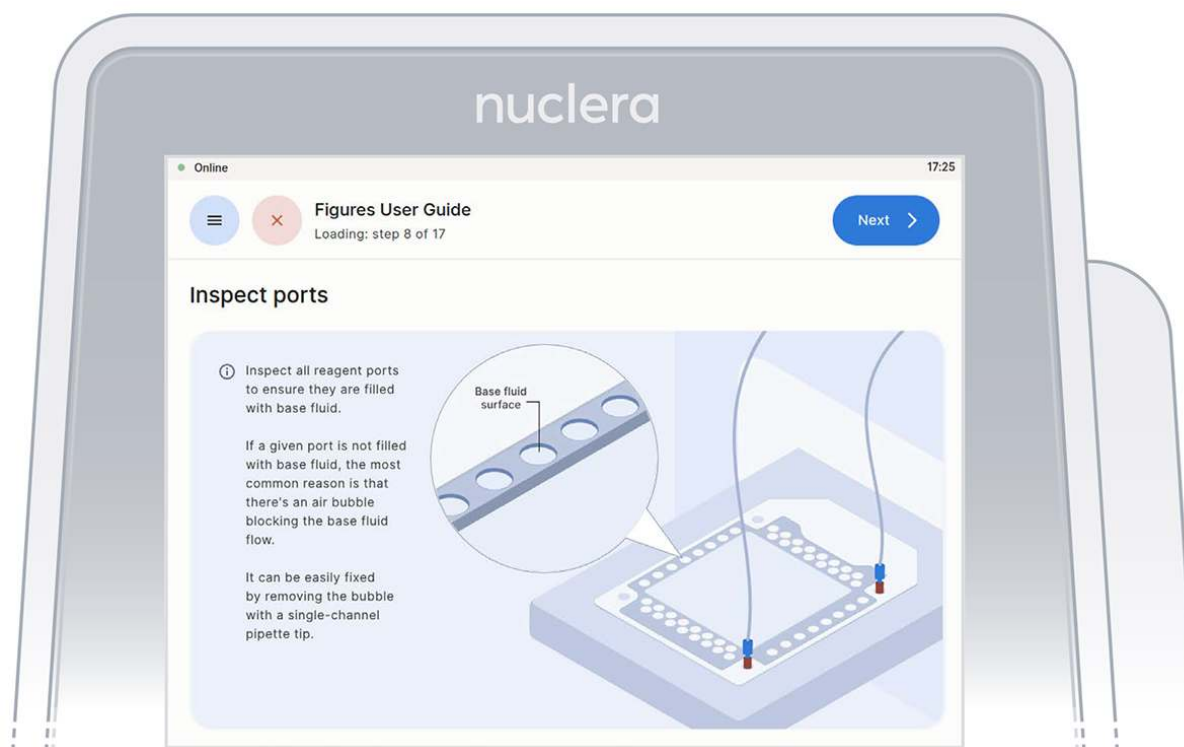 nuclera
Online
17:25
Figures User Guide
Loading: step 8 of 17
Next
Inspect ports
Inspect all reagent ports
to ensure they are filled
with base fluid.
If a given port is not filled
with base fluid, the most
common reason is that
there's an air bubble
blocking the base fluid
flow.
It can be easily fixed
by removing the bubble
with a single-channel
pipette tip.
Base fluid
surface